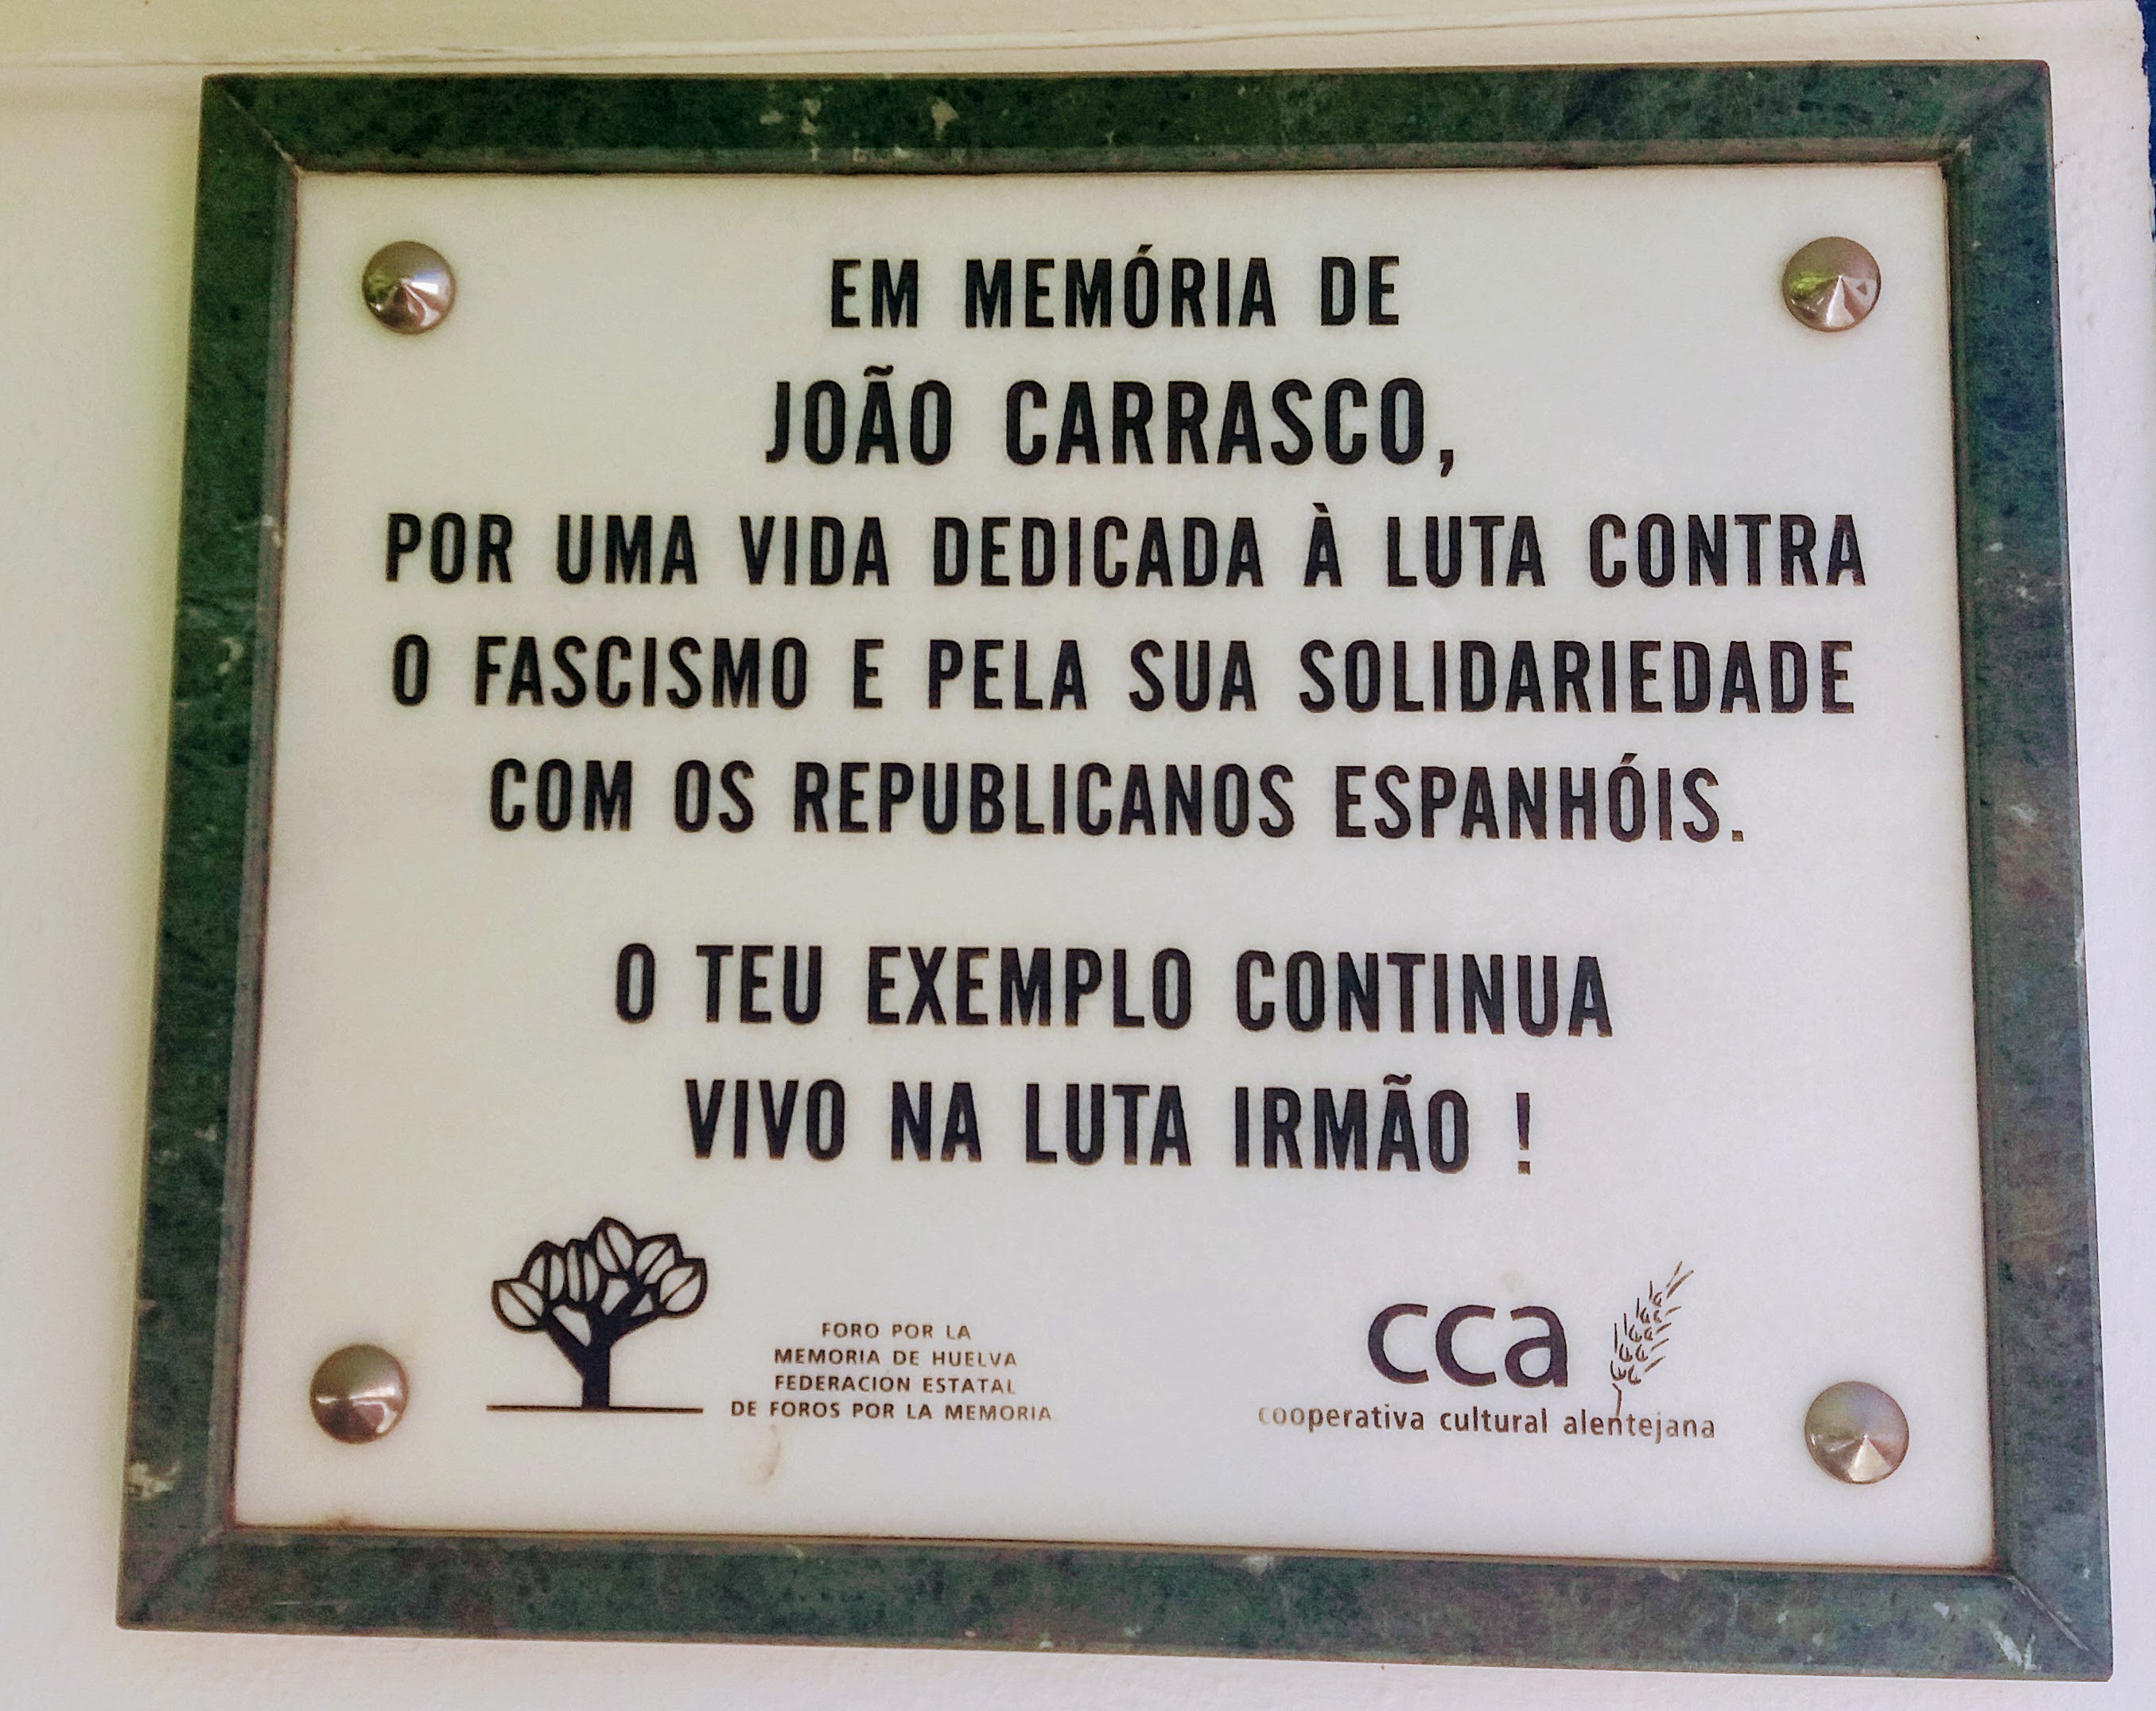 EM MEMÓRIA DE
JOÃO CARRASCO,
POR UMA VIDA DEDICADA À LUTA CONTRA
O FASCISMO E PELA SUA SOLIDARIEDADE
COM OS REPUBLICANOS ESPANHÓIS.
O TEU EXEMPLO CONTINUA
VIVO NA LUTA IRMÃO !
FORO POR LA
MEMORIA DE HUELVA
FEDERACION ESTATAL
DE FOROS POR LA MEMORIA
cca
cooperativa cultural alentejana